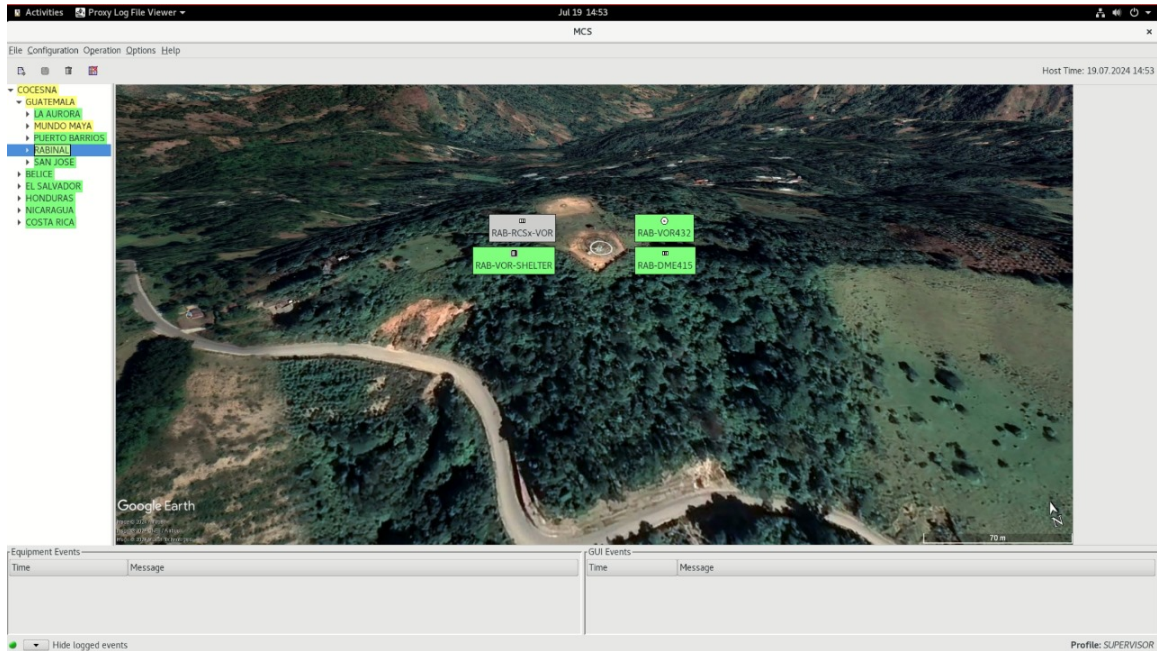 Activities Proxy Log File Viewer Jul 19 14:53
MCS ×
File Configuration Operation Options Help
Host Time: 19.07.2024 14:53
COCESNA
GUATEMALA
LA AURORA
MUNDO MAYA
PUERTO BARRIOS
RABINAL
SAN JOSE
BELICE
EL SALVADOR
HONDURAS
NICARAGUA
COSTA RICA
RAB-RCSx-VOR
RAB-VOR432
RAB-VOR-SHELTER
RAB-DME415
Google Earth
N
70 m
Equipment Events
Time Message
GUI Events
Time Message
Hide logged events
Profile: SUPERVISOR